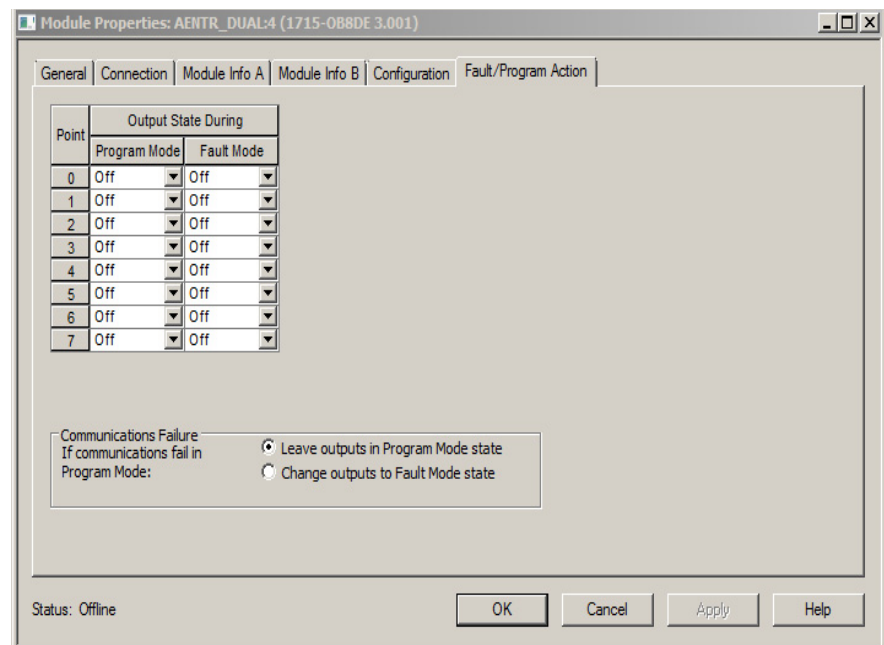 Module Properties: AENTR_DUAL:4 (1715-OB8DE 3.001)
General Connection Module Info A Module Info B Configuration Fault/Program Action
Point Output State During
Program Mode Fault Mode
0 Off Off
1 Off Off
2 Off Off
3 Off Off
4 Off Off
5 Off Off
6 Off Off
7 Off Off
Communications Failure
If communications fail in Program Mode:
Leave outputs in Program Mode state
Change outputs to Fault Mode state
Status: Offline
OK Cancel Apply Help